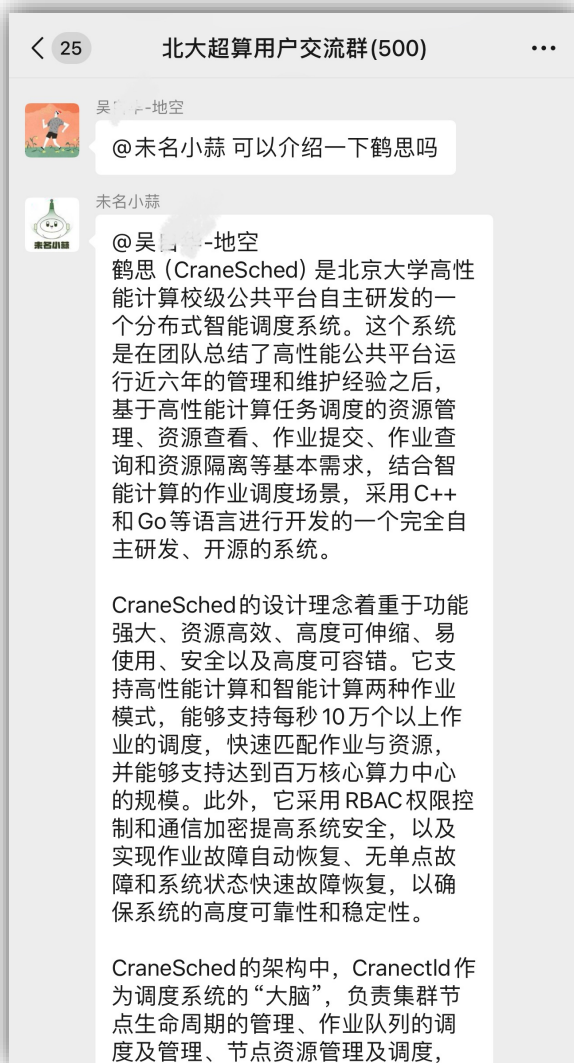 25
北大超算用户交流群(500)
吴 -地空
@未名小蒜 可以介绍一下鹤思吗
未名小蒜
未名小蒜
@吴 -地空
鹤思（CraneSched）是北京大学高性
能计算校级公共平台自主研发的一
个分布式智能调度系统。这个系统
是在团队总结了高性能公共平台运
行近六年的管理和维护经验之后，
基于高性能计算任务调度的资源管
理、资源查看、作业提交、作业查
询和资源隔离等基本需求，结合智
能计算的作业调度场景，采用C++
和Go等语言进行开发的一个完全自
主研发、开源的系统。
CraneSched的设计理念着重于功能
强大、资源高效、高度可伸缩、易
使用、安全以及高度可容错。它支
持高性能计算和智能计算两种作业
模式，能够支持每秒10万个以上作
业的调度，快速匹配作业与资源，
并能够支持达到百万核心算力中心
的规模。此外，它采用RBAC权限控
制和通信加密提高系统安全，以及
实现作业故障自动恢复、无单点故
障和系统状态快速故障恢复，以确
保系统的高度可靠性和稳定性。
CraneSched的架构中，Cranectld作
为调度系统的“大脑”，负责集群节
点生命周期的管理、作业队列的调
度及管理、节点资源管理及调度，